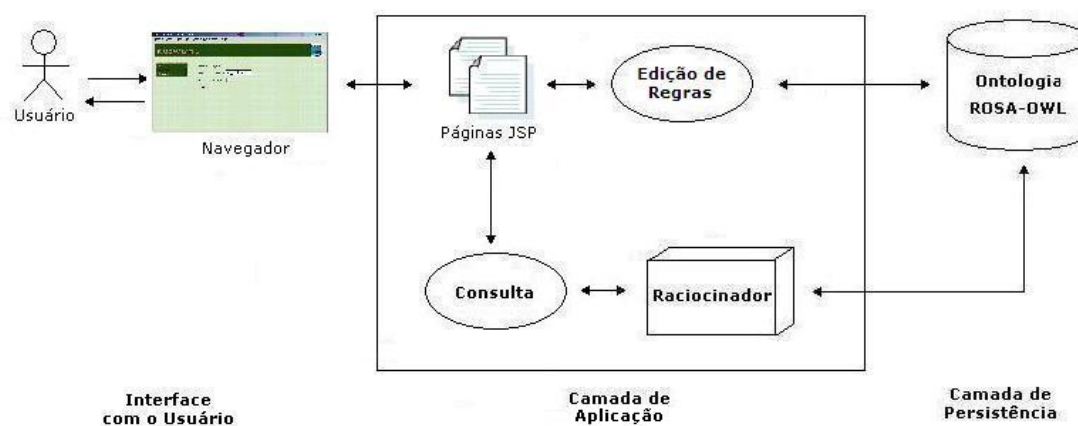 Usuário
Navegador
Páginas JSP
Edição de
Regras
Ontologia
ROSA-OWL
Consulta
Raciocinador
Interface
com o Usuário
Camada de
Aplicação
Camada de
Persistência